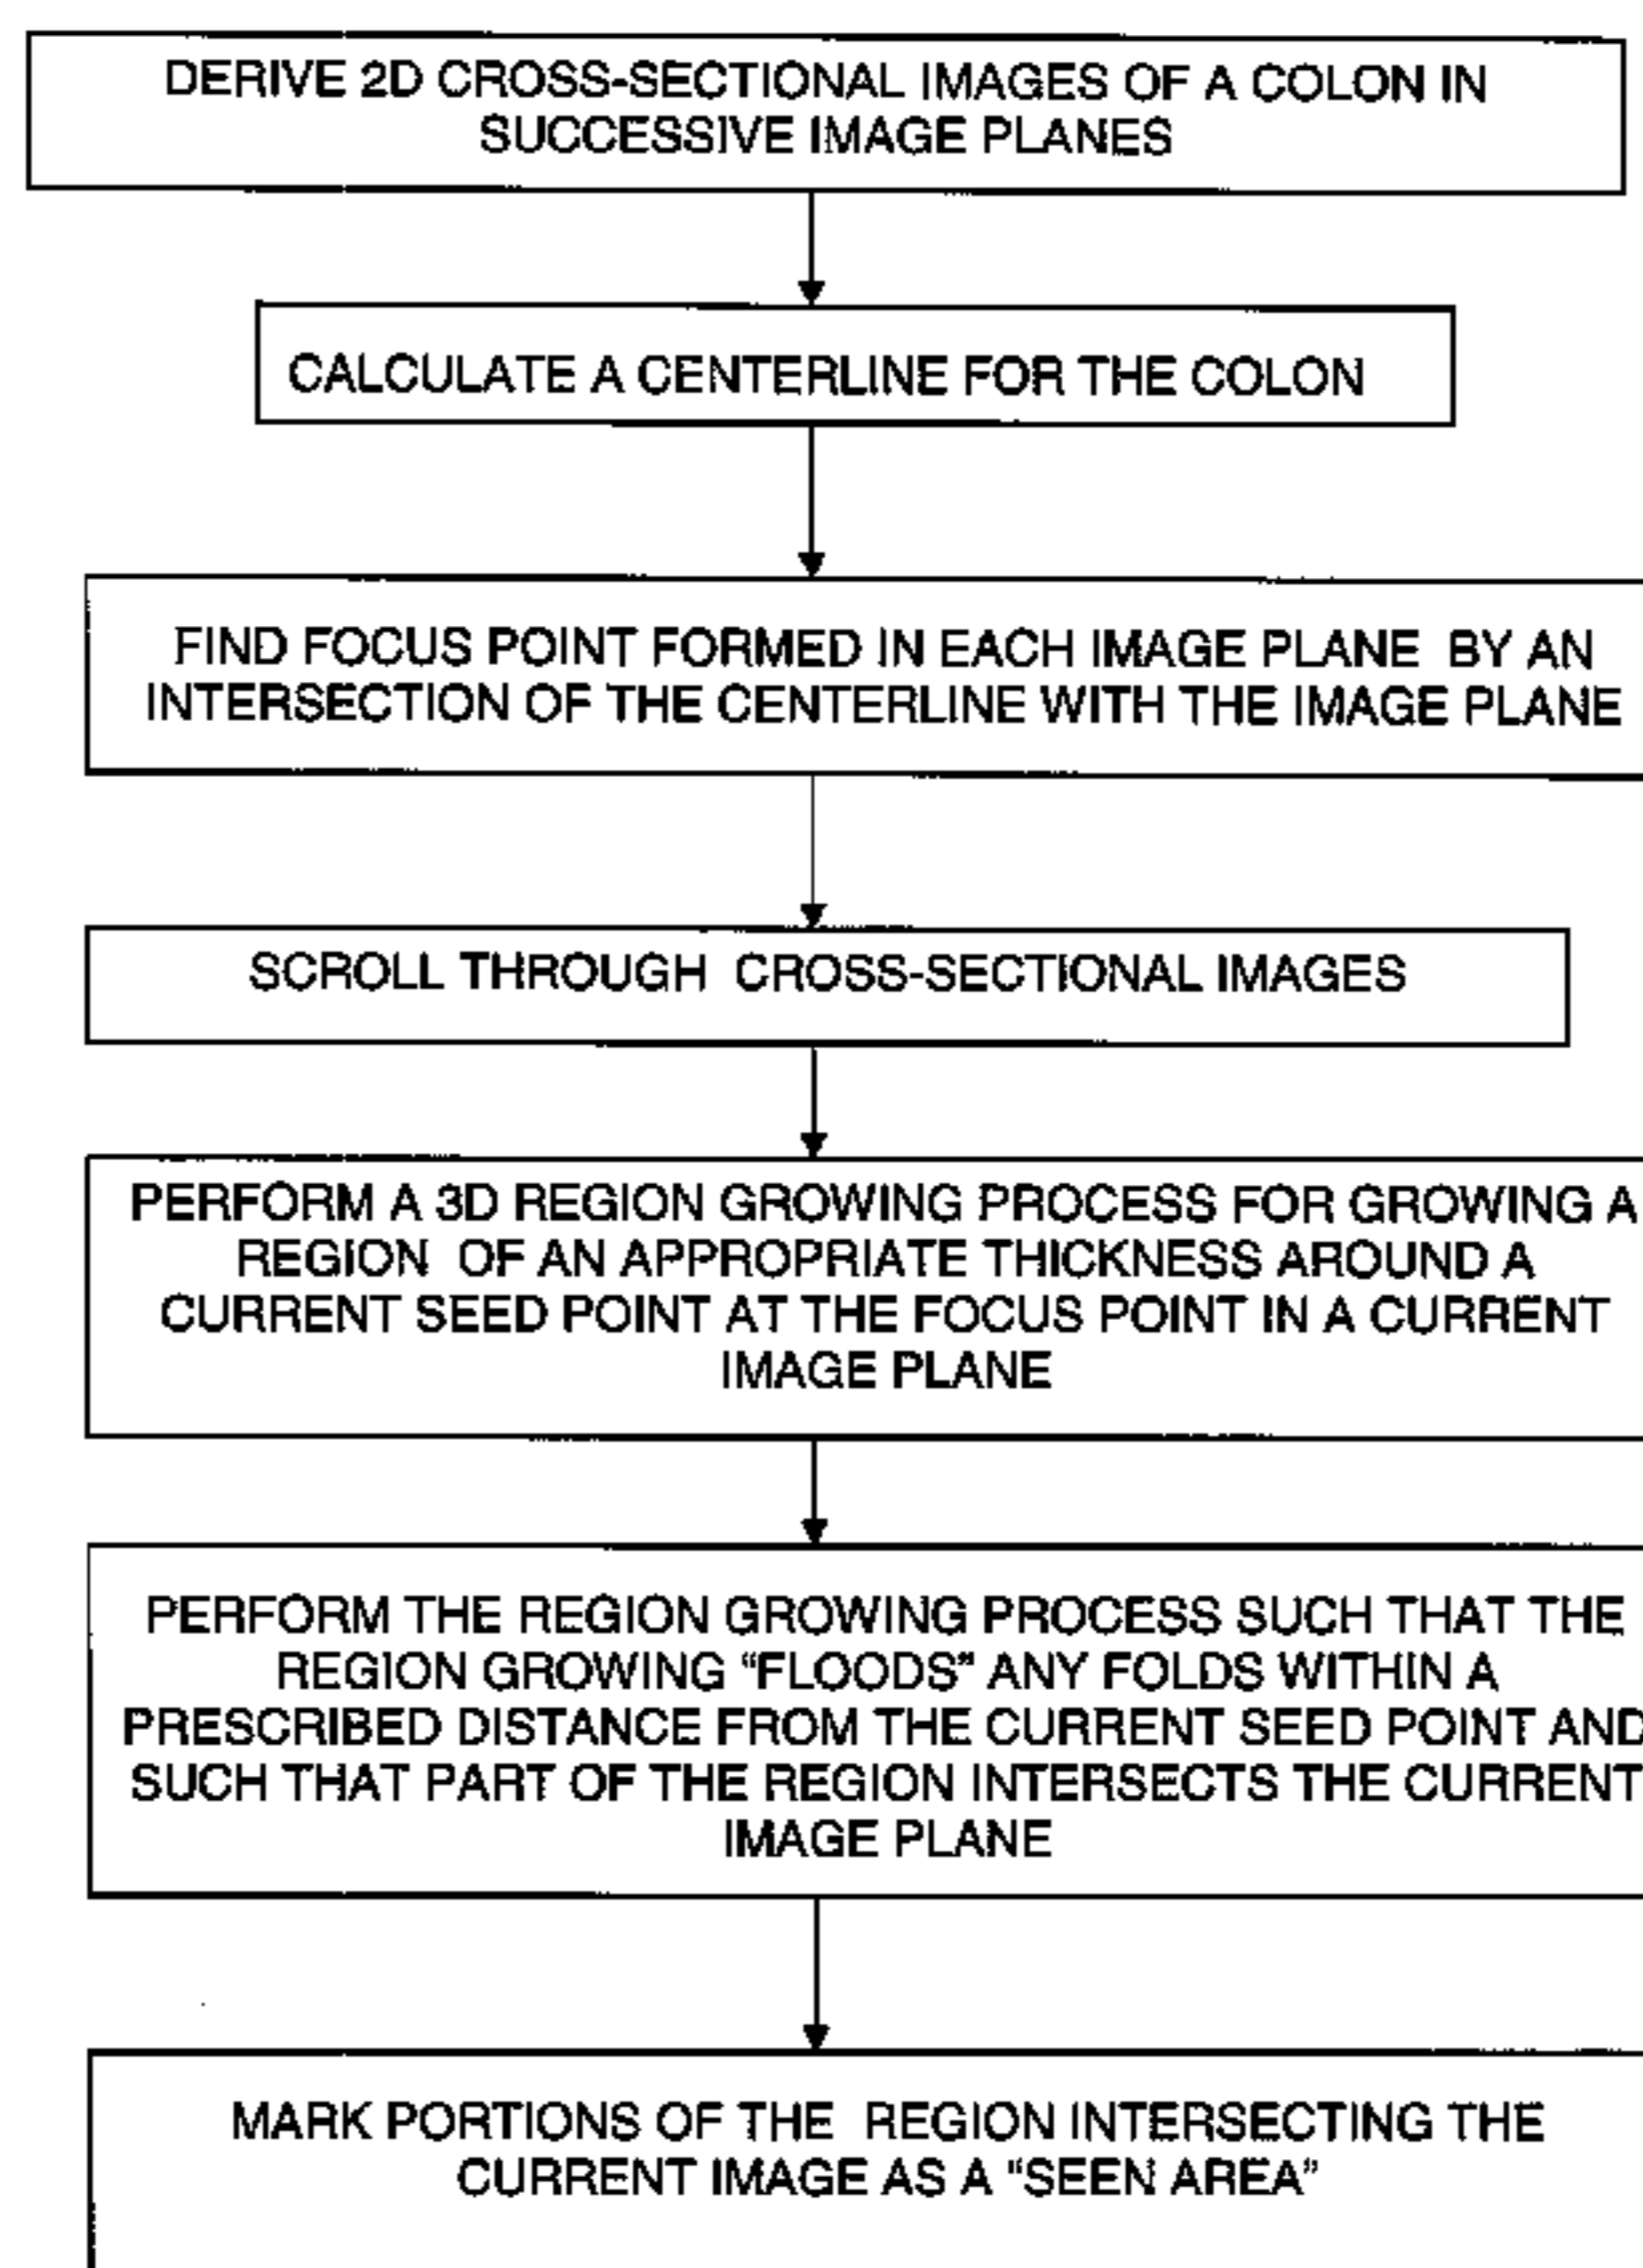 DERIVE 2D CROSS-SECTIONAL IMAGES OF A COLON IN
SUCCESSIVE IMAGE PLANES
CALCULATE A CENTERLINE FOR THE COLON
FIND FOCUS POINT FORMED IN EACH IMAGE PLANE BY AN
INTERSECTION OF THE CENTERLINE WITH THE IMAGE PLANE
SCROLL THROUGH CROSS-SECTIONAL IMAGES
PERFORM A 3D REGION GROWING PROCESS FOR GROWING A
REGION OF AN APPROPRIATE THICKNESS AROUND A
CURRENT SEED POINT AT THE FOCUS POINT IN A CURRENT
IMAGE PLANE
PERFORM THE REGION GROWING PROCESS SUCH THAT THE
REGION GROWING "FLOODS" ANY FOLDS WITHIN A
PRESCRIBED DISTANCE FROM THE CURRENT SEED POINT AND
SUCH THAT PART OF THE REGION INTERSECTS THE CURRENT
IMAGE PLANE
MARK PORTIONS OF THE REGION INTERSECTING THE
CURRENT IMAGE AS A "SEEN AREA"